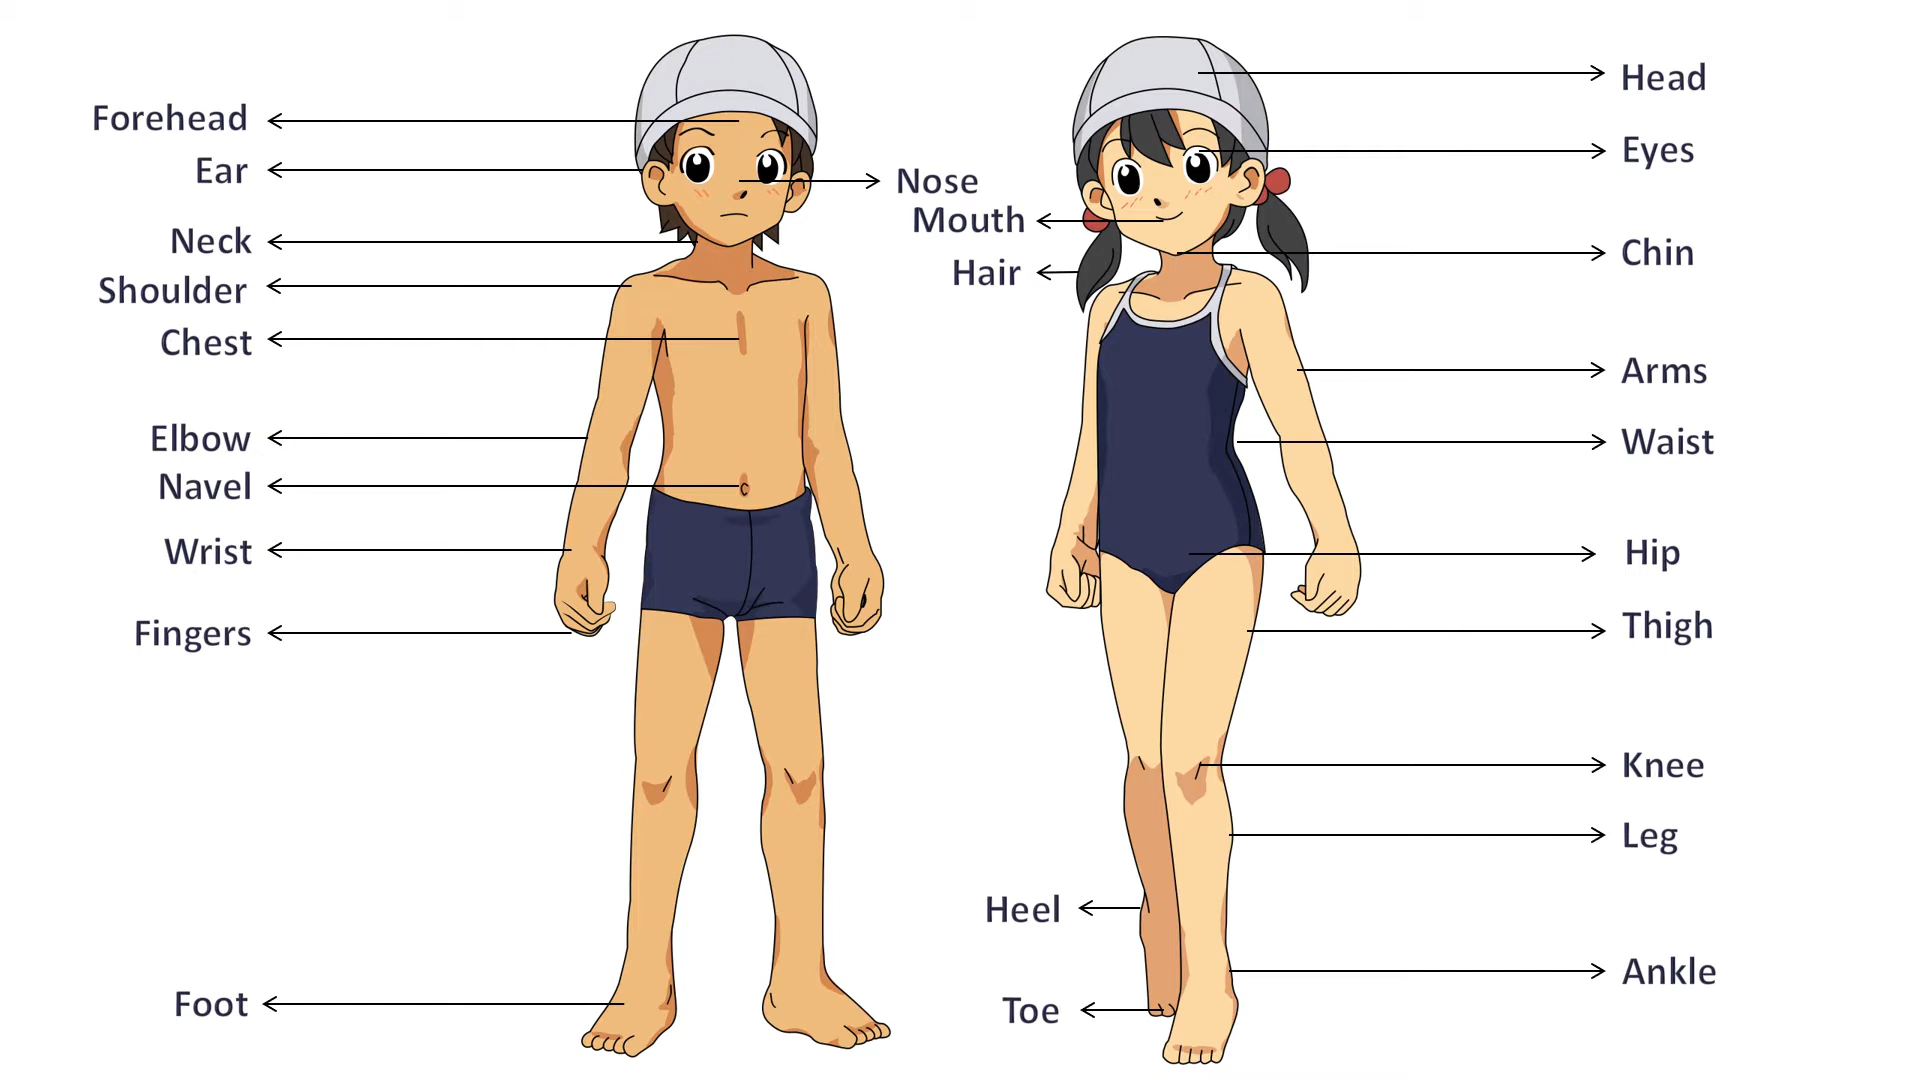 Forehead
Ear
Neck
Shoulder
Chest
Elbow
Navel
Wrist
Fingers
Foot
Nose
Mouth
Hair
Heel
Toe
Head
Eyes
Chin
Arms
Waist
Hip
Thigh
Knee
Leg
Ankle